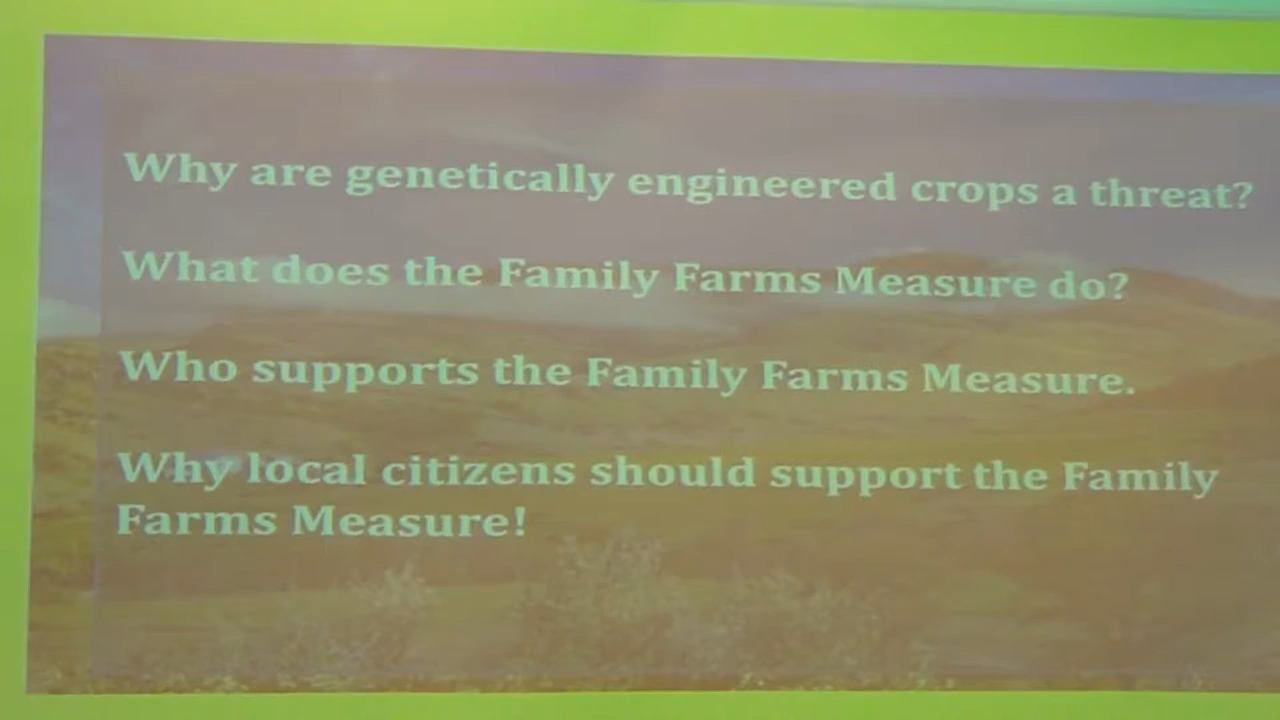 Why are genetically engineered crops a threat?
What does the Family Farms Measure do?
Who supports the Family Farms Measure.
Why local citizens should support the Family
Farms Measure!